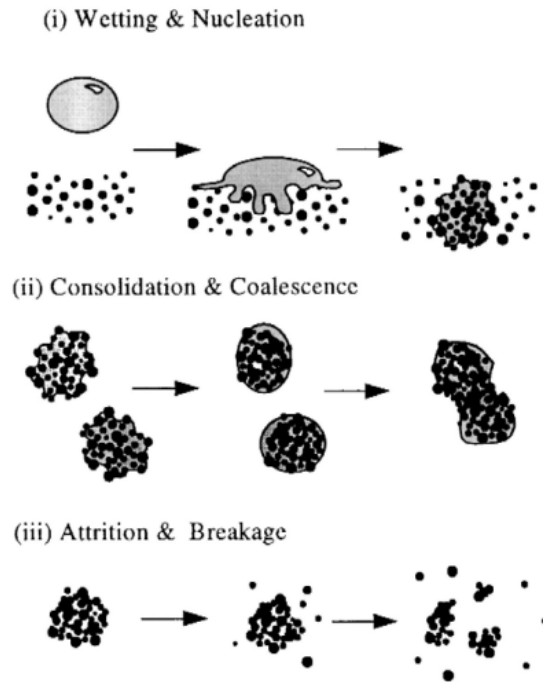 (i) Wetting & Nucleation
(ii) Consolidation & Coalescence
(iii) Attrition & Breakage